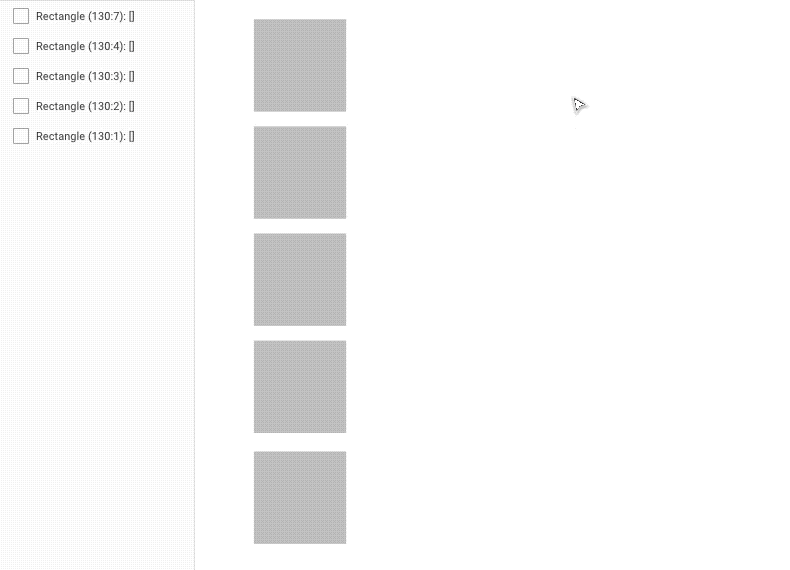 Rectangle (130:7): []
Rectangle (130:4): []
Rectangle (130:3): []
Rectangle (130:2): []
Rectangle (130:1): []